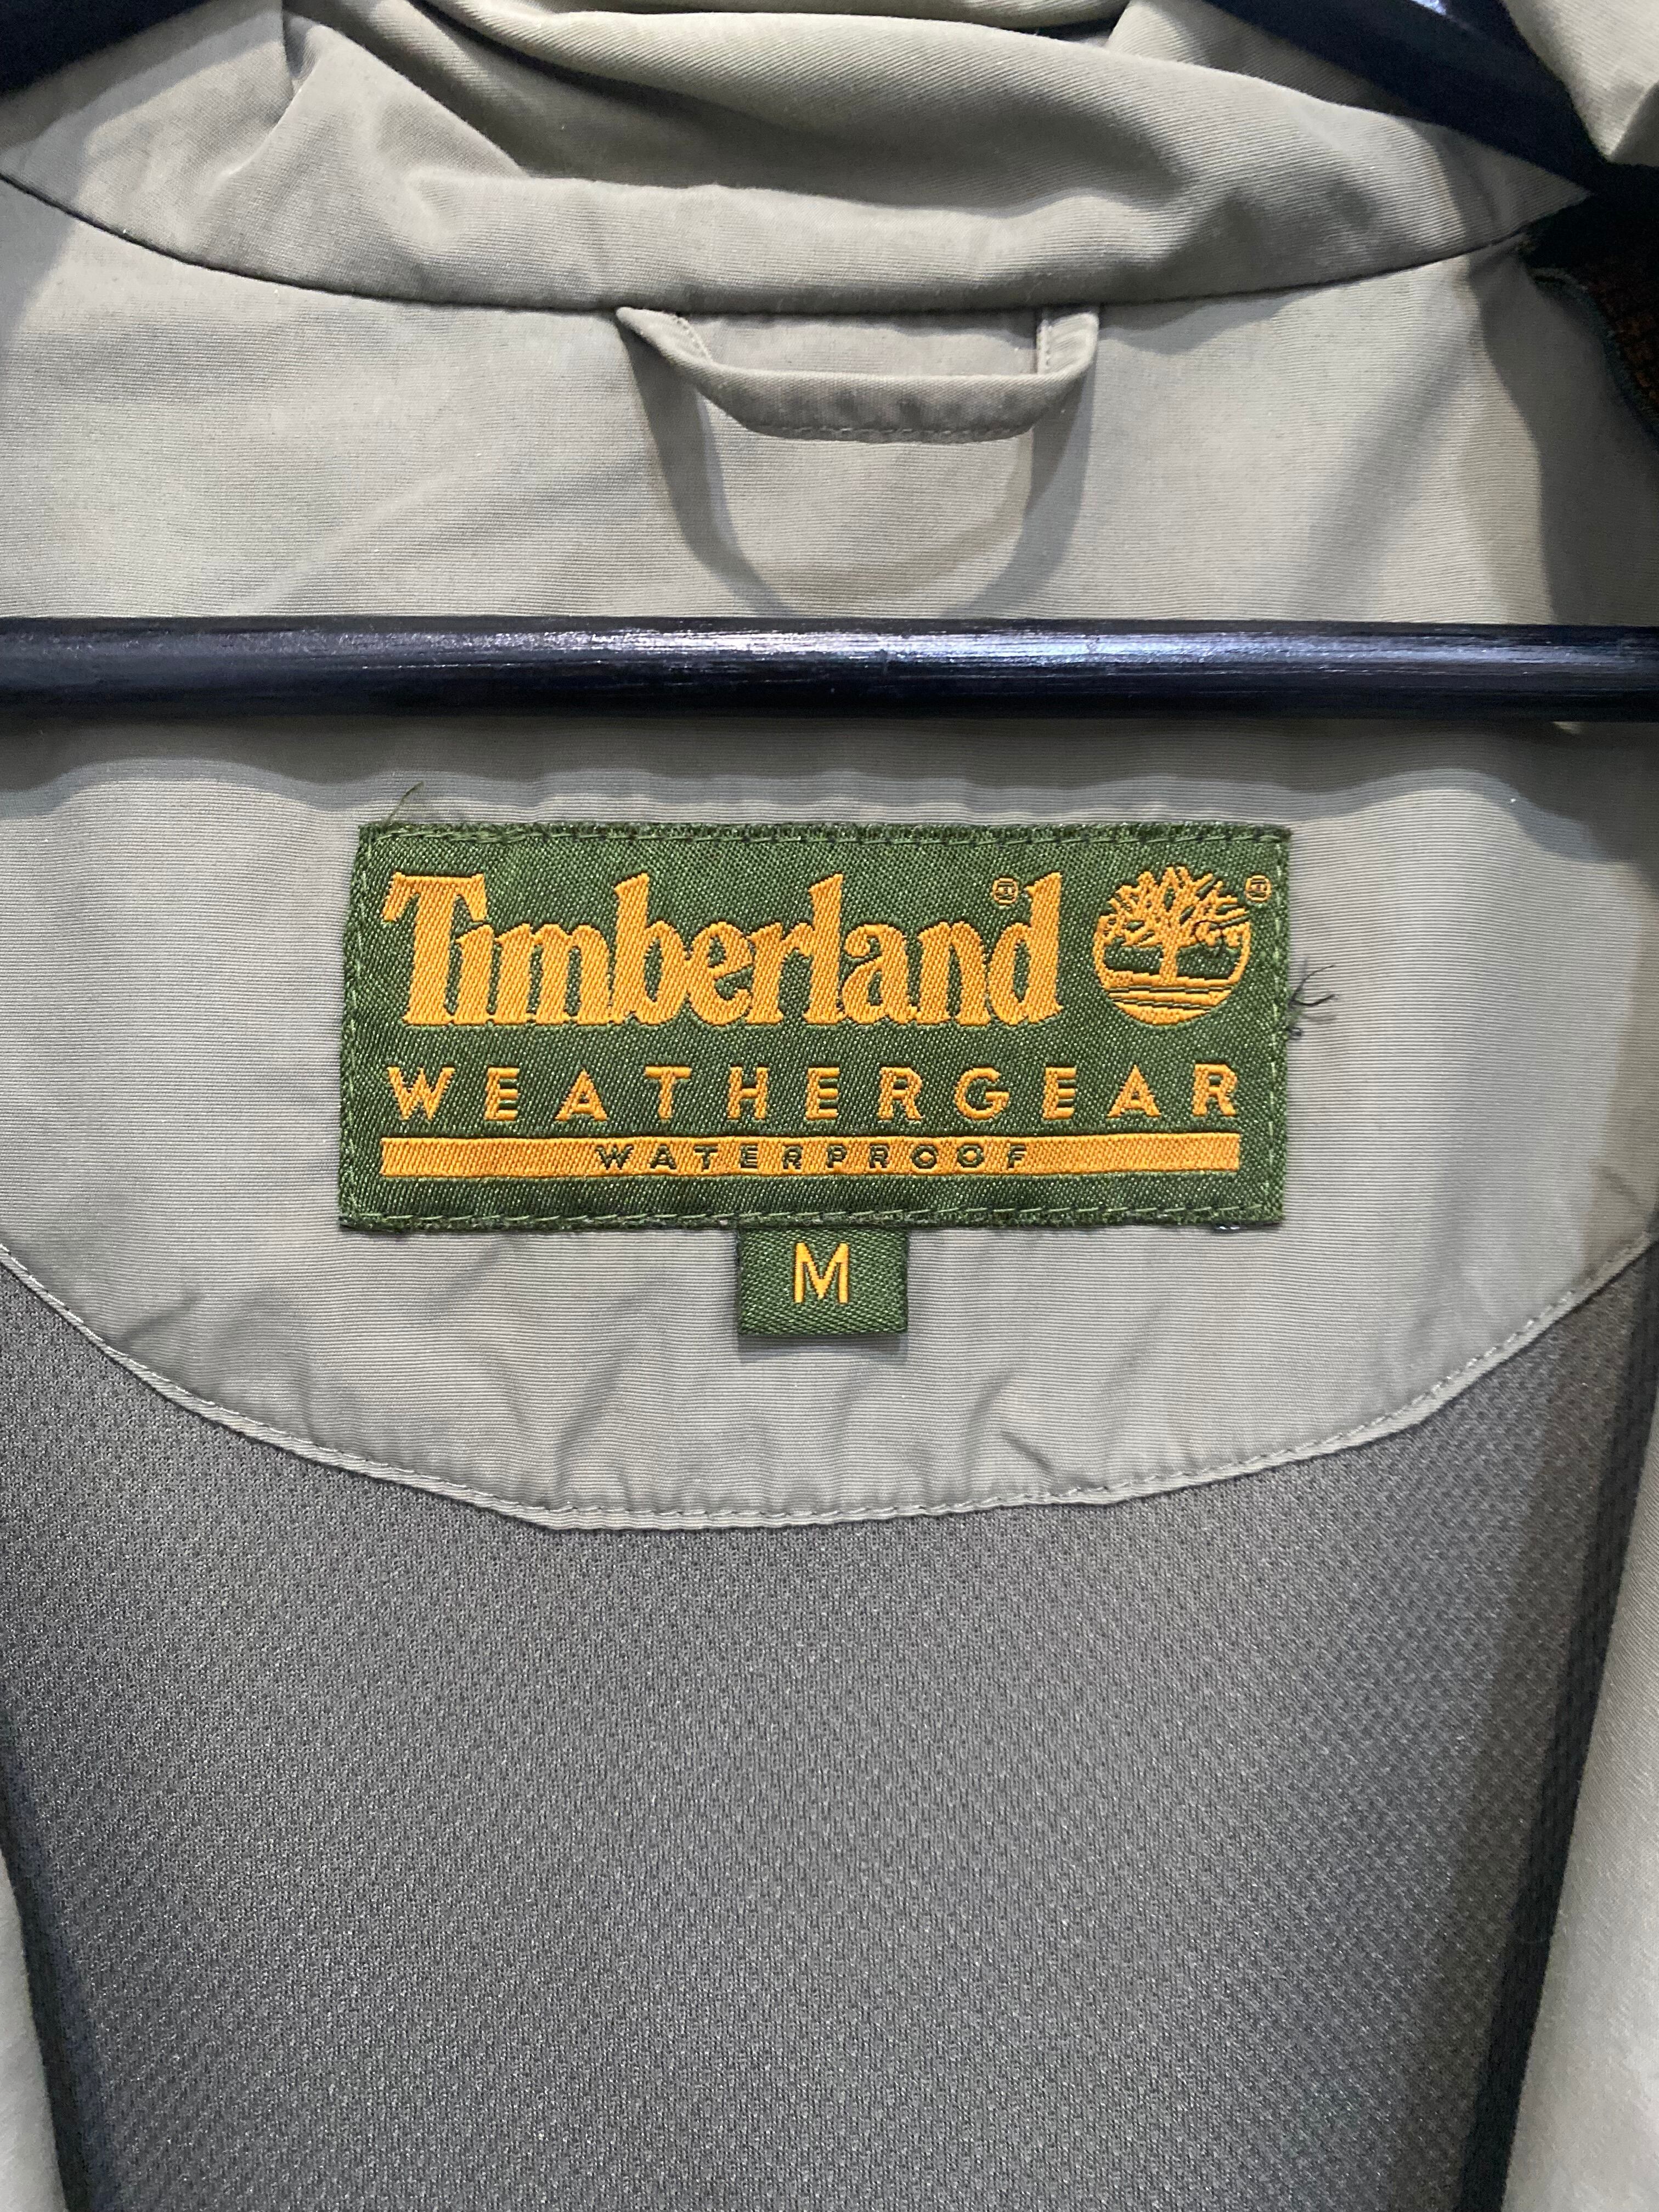 Timberland®
®
WEATHERGEAR
WATERPROOF
M